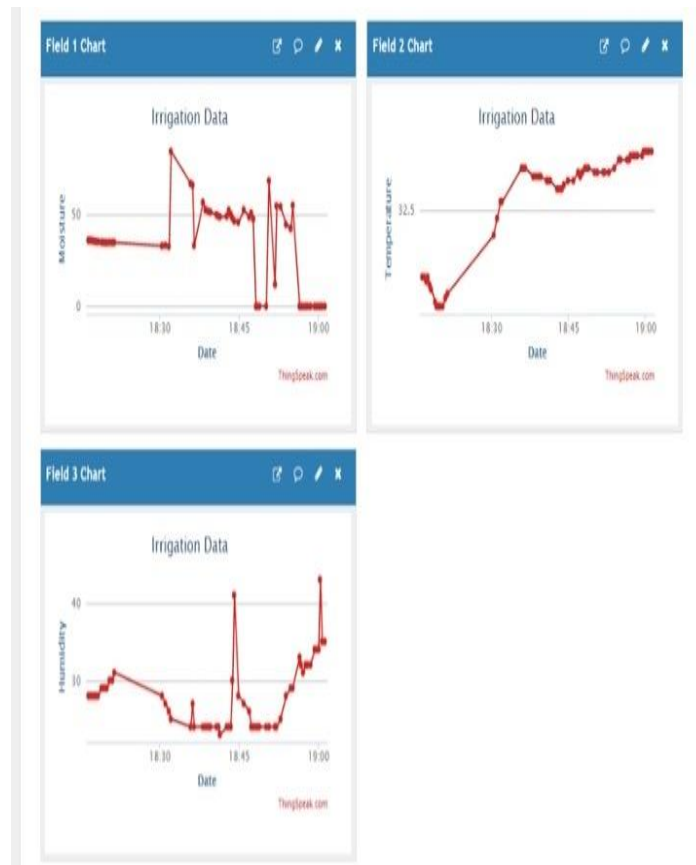 Field 1 Chart
Irrigation Data
Moisture
50
0
18:30 18:45 19:00
Date
ThingSpeak.com
Field 2 Chart
Irrigation Data
Temperature
32.5
18:30 18:45 19:00
Date
ThingSpeak.com
Field 3 Chart
Irrigation Data
Humidity
40
30
18:30 18:45 19:00
Date
ThingSpeak.com